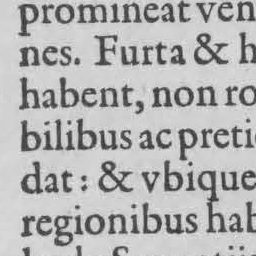 promineat ven
nes. Furta & h
habent, non ro
bilibus ac preti
dat: & vbique
regionibus hab